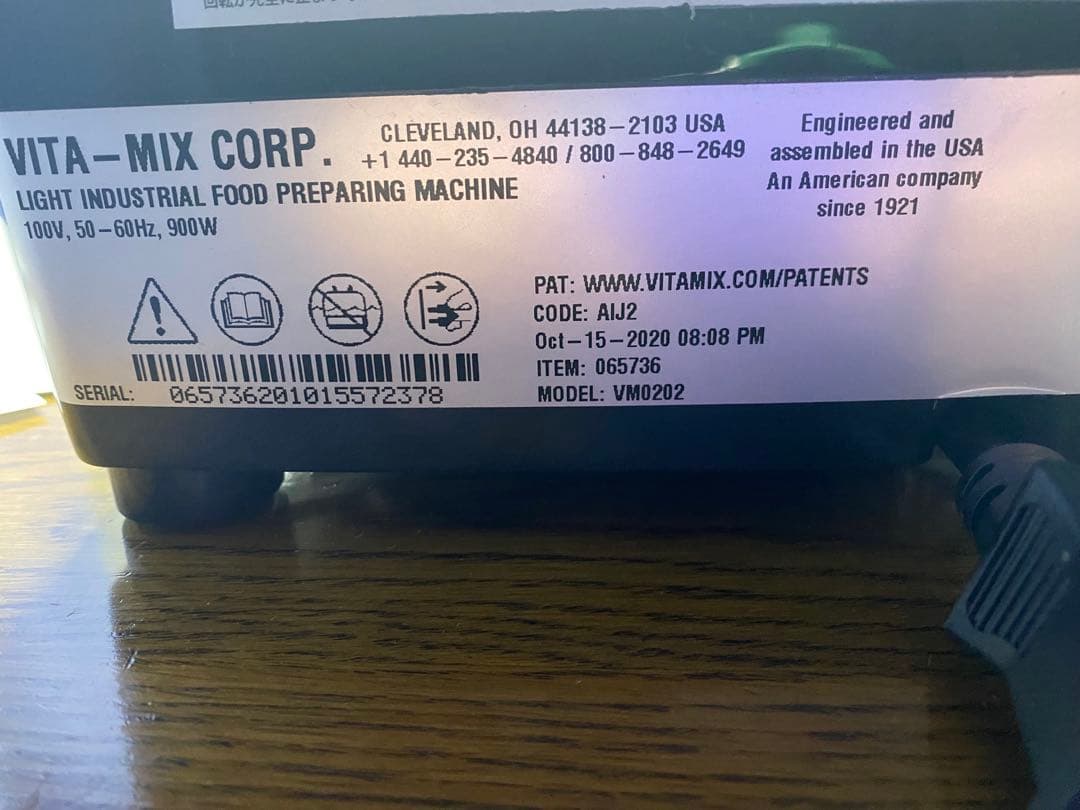 VITA-MIX CORP.
CLEVELAND, OH 44138-2103 USA
+1 440-235-4840 / 800-848-2649
Engineered and
assembled in the USA
An American company
since 1921
LIGHT INDUSTRIAL FOOD PREPARING MACHINE
100V, 50-60Hz, 900W
PAT: WWW.VITAMIX.COM/PATENTS
CODE: AIJ2
Oct-15-2020 08:08 PM
ITEM: 065736
MODEL: VM0202
SERIAL: 065736201015572378